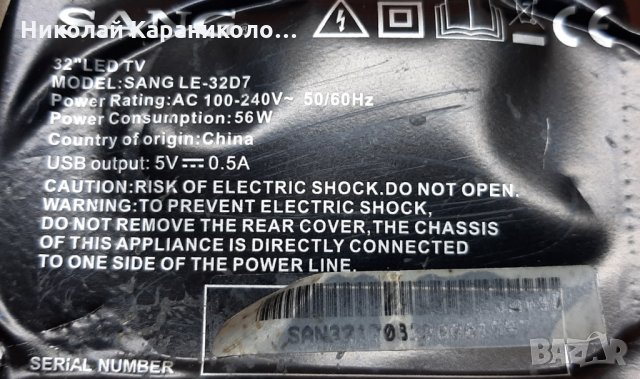 Николай Караниколо...
SANG
32"LED TV
MODEL:SANG LE-32D7
Power Rating:AC 100-240V~ 50/60Hz
Power Consumption:56W
Country of origin:China
USB output: 5V⎓0.5A
CAUTION:RISK OF ELECTRIC SHOCK.DO NOT OPEN.
WARNING:TO PREVENT ELECTRIC SHOCK,
DO NOT REMOVE THE REAR COVER,THE CHASSIS
OF THIS APPLIANCE IS DIRECTLY CONNECTED
TO ONE SIDE OF THE POWER LINE.
SERIAL NUMBER
BAZAR.BG